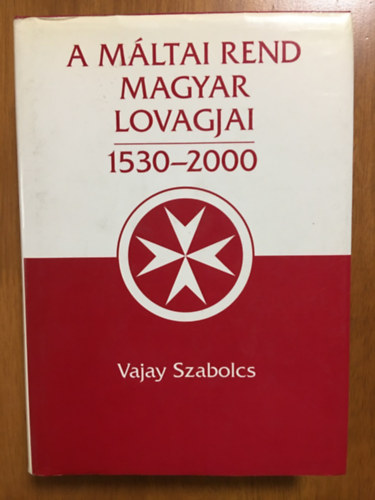 A MÁLTAI REND
MAGYAR
LOVAGJAI
1530–2000
Vajay Szabolcs